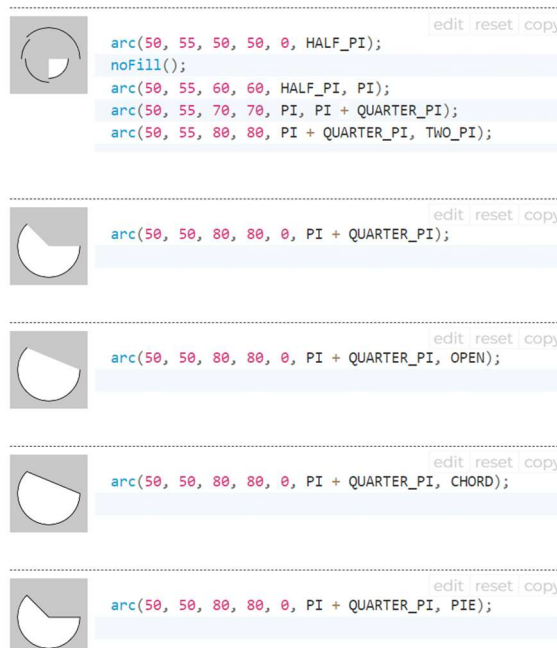 edit reset copy
arc(50, 55, 50, 50, 0, HALF_PI);
noFill();
arc(50, 55, 60, 60, HALF_PI, PI);
arc(50, 55, 70, 70, PI, PI + QUARTER_PI);
arc(50, 55, 80, 80, PI + QUARTER_PI, TWO_PI);
edit reset copy
arc(50, 50, 80, 80, 0, PI + QUARTER_PI);
edit reset copy
arc(50, 50, 80, 80, 0, PI + QUARTER_PI, OPEN);
edit reset copy
arc(50, 50, 80, 80, 0, PI + QUARTER_PI, CHORD);
edit reset copy
arc(50, 50, 80, 80, 0, PI + QUARTER_PI, PIE);